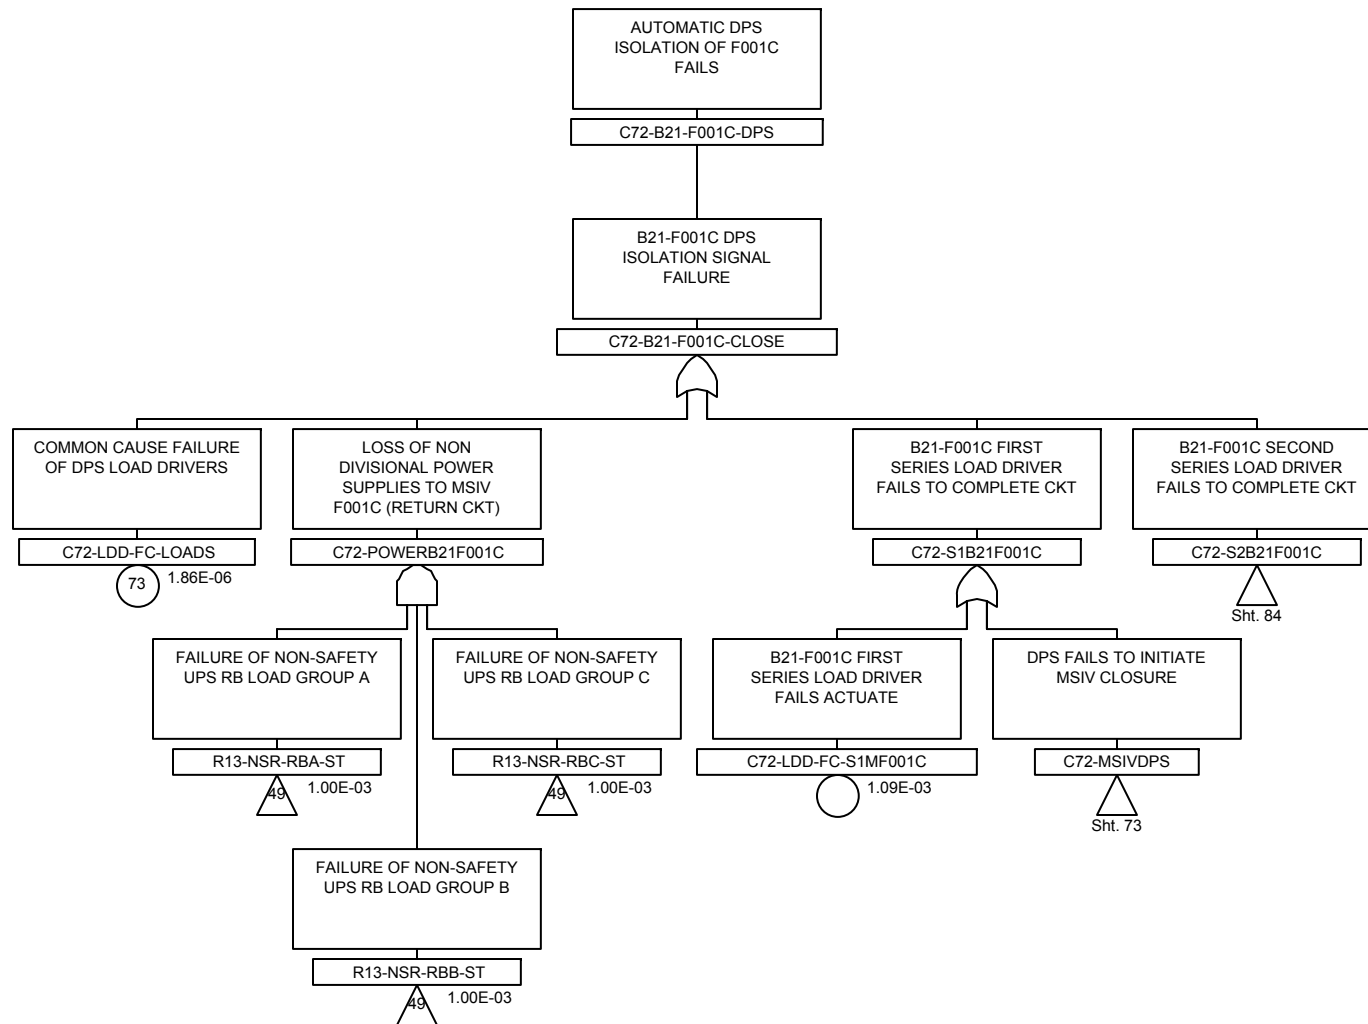 AUTOMATIC DPS
ISOLATION OF F001C
FAILS
C72-B21-F001C-DPS
B21-F001C DPS
ISOLATION SIGNAL
FAILURE
C72-B21-F001C-CLOSE
COMMON CAUSE FAILURE
OF DPS LOAD DRIVERS
C72-LDD-FC-LOADS
73
1.86E-06
LOSS OF NON
DIVISIONAL POWER
SUPPLIES TO MSIV
F001C (RETURN CKT)
C72-POWERB21F001C
B21-F001C FIRST
SERIES LOAD DRIVER
FAILS TO COMPLETE CKT
C72-S1B21F001C
B21-F001C SECOND
SERIES LOAD DRIVER
FAILS TO COMPLETE CKT
C72-S2B21F001C
Sht. 84
FAILURE OF NON-SAFETY
UPS RB LOAD GROUP A
R13-NSR-RBA-ST
49
1.00E-03
FAILURE OF NON-SAFETY
UPS RB LOAD GROUP C
R13-NSR-RBC-ST
49
1.00E-03
B21-F001C FIRST
SERIES LOAD DRIVER
FAILS ACTUATE
C72-LDD-FC-S1MF001C
1.09E-03
DPS FAILS TO INITIATE
MSIV CLOSURE
C72-MSIVDPS
Sht. 73
FAILURE OF NON-SAFETY
UPS RB LOAD GROUP B
R13-NSR-RBB-ST
49
1.00E-03